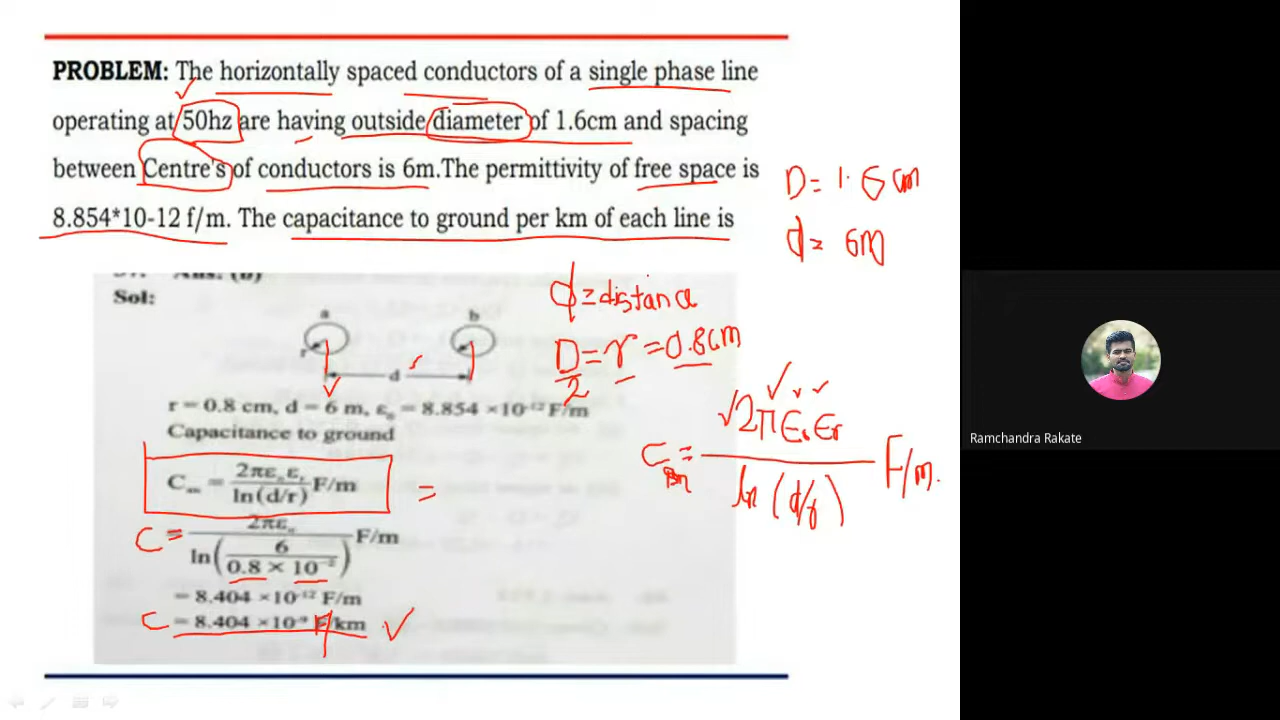 PROBLEM: The horizontally spaced conductors of a single phase line
operating at 50hz are having outside diameter of 1.6cm and spacing
between Centre's of conductors is 6m.The permittivity of free space is
8.854*10-12 f/m. The capacitance to ground per km of each line is
D = 1.6 cm
d = 6m
Ans: (b)
Sol:
a
b
r
d
d = distance
D/2 = r = 0.8cm
r = 0.8 cm, d = 6 m, ε₀ = 8.854 ×10⁻¹² F/m
Capacitance to ground
Cₐₙ = 2πε₀εᵣ / ln(d/r) F/m =
C = 2πε₀ / ln(6 / 0.8 × 10⁻²) F/m
= 8.404 ×10⁻¹² F/m
C = 8.404 ×10⁻⁹ F/km
C = 2πε₀εᵣ / ln (d/r) F/m.
Ramchandra Rakate